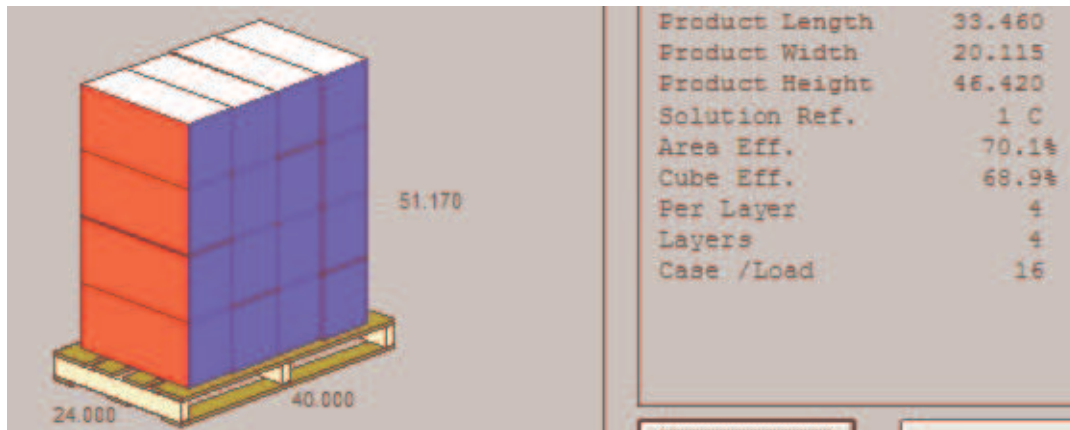 51.170
24.000
40.000
Product Length 33.460
Product Width 20.115
Product Height 46.420
Solution Ref. 1 C
Area Eff. 70.1%
Cube Eff. 68.9%
Per Layer 4
Layers 4
Case /Load 16